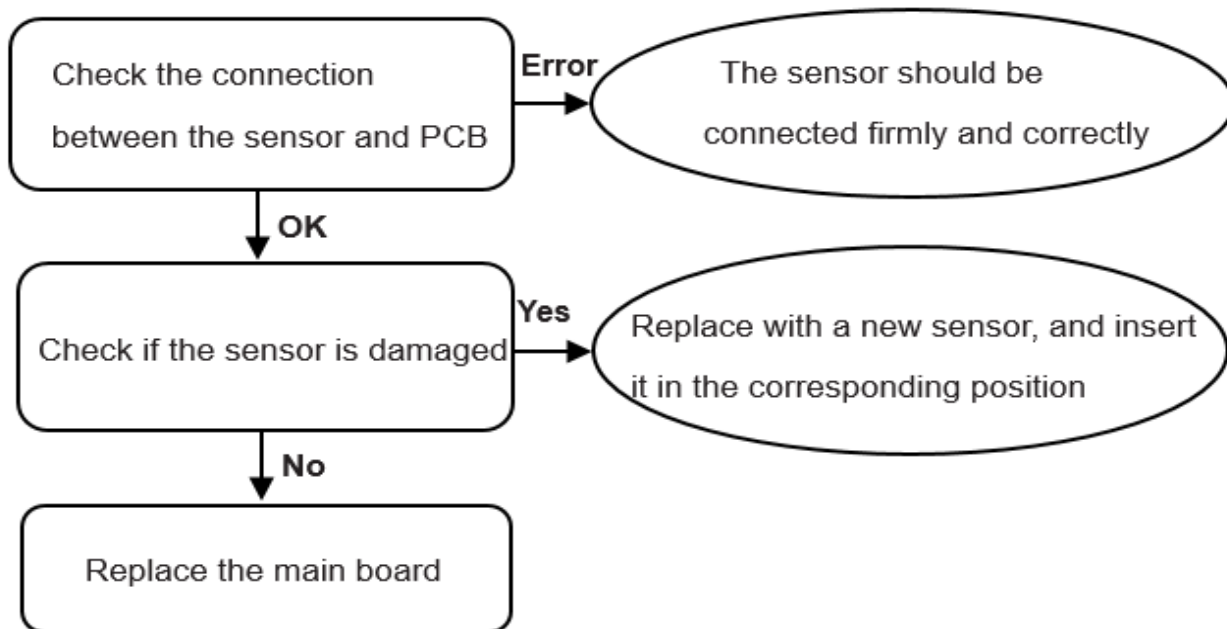 Check the connection
between the sensor and PCB
Error
The sensor should be
connected firmly and correctly
OK
Check if the sensor is damaged
Yes
Replace with a new sensor, and insert
it in the corresponding position
No
Replace the main board